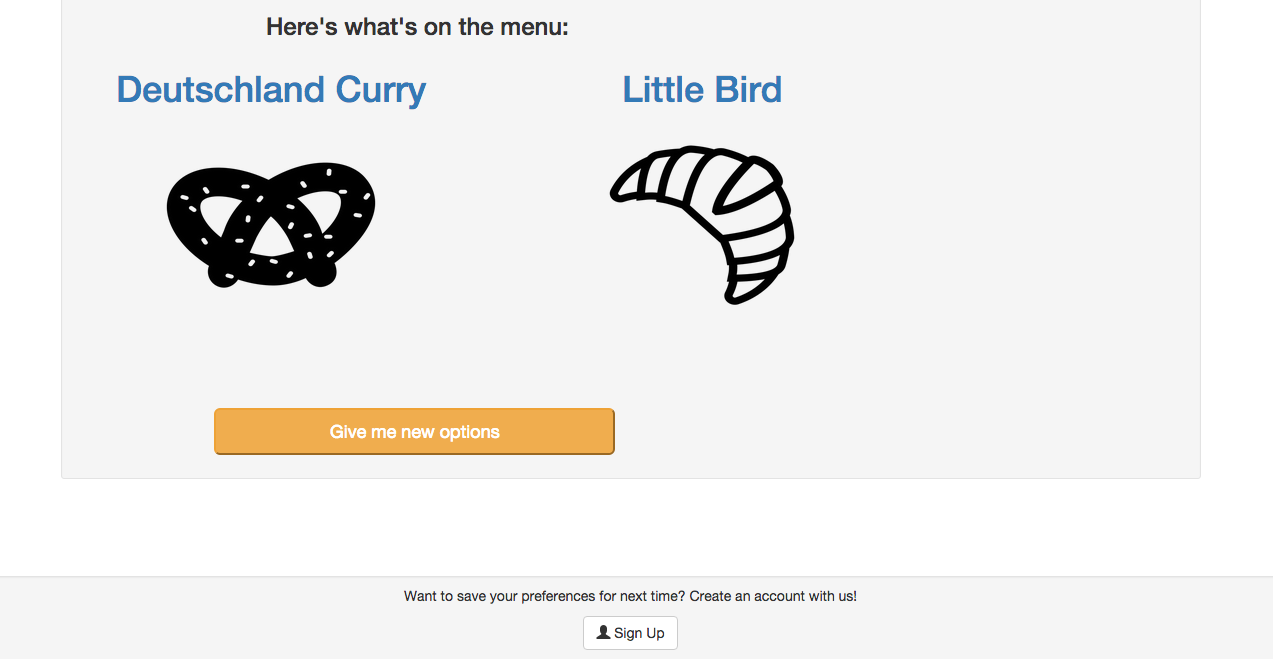 Here's what's on the menu:
Deutschland Curry
Little Bird
Give me new options
Want to save your preferences for next time? Create an account with us!
Sign Up